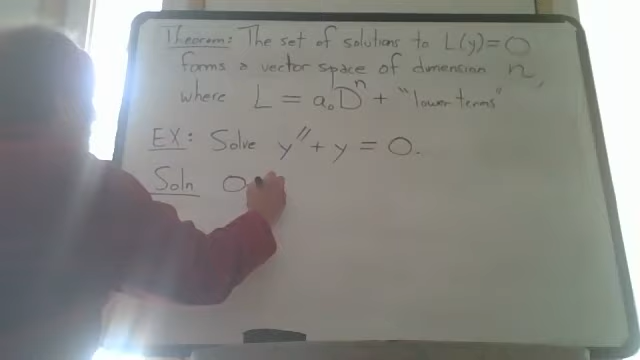 Theorem: The set of solutions to L(y)=0
forms a vector space of dimension n,
where L = a₀Dⁿ + "lower terms"
EX: Solve y'' + y = 0.
Soln 0